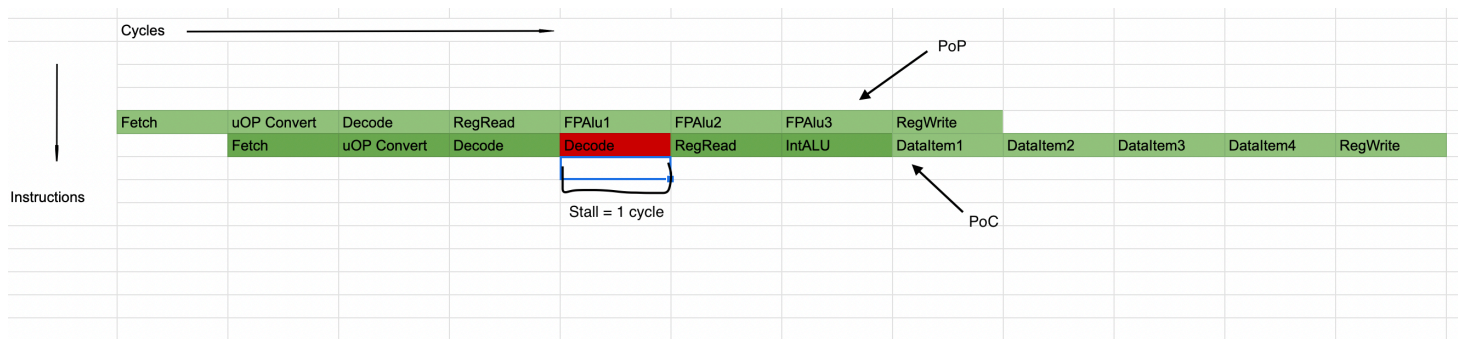 Cycles
PoP
Fetch uOP Convert Decode RegRead FPAlu1 FPAlu2 FPAlu3 RegWrite
Fetch uOP Convert Decode Decode RegRead IntALU DataItem1 DataItem2 DataItem3 DataItem4 RegWrite
Instructions
Stall = 1 cycle
PoC